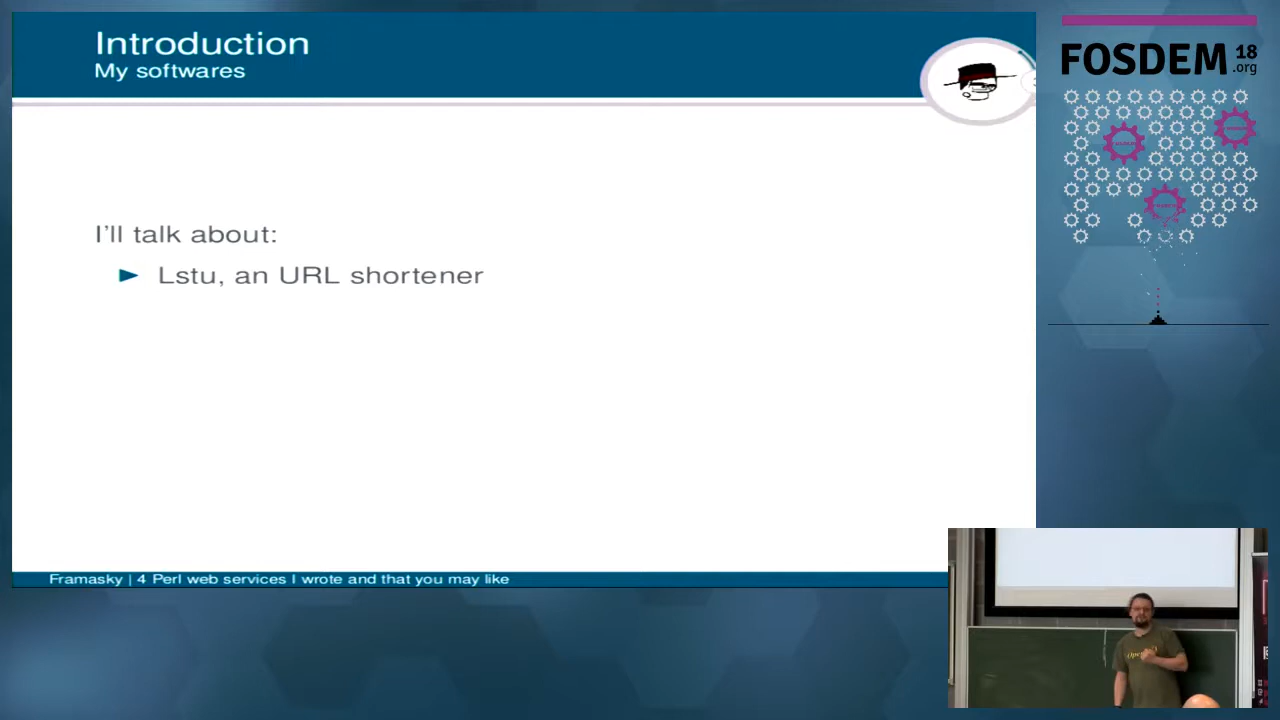 Introduction
My softwares
FOSDEM 18
.org
I'll talk about:
► Lstu, an URL shortener
Framasky | 4 Perl web services I wrote and that you may like